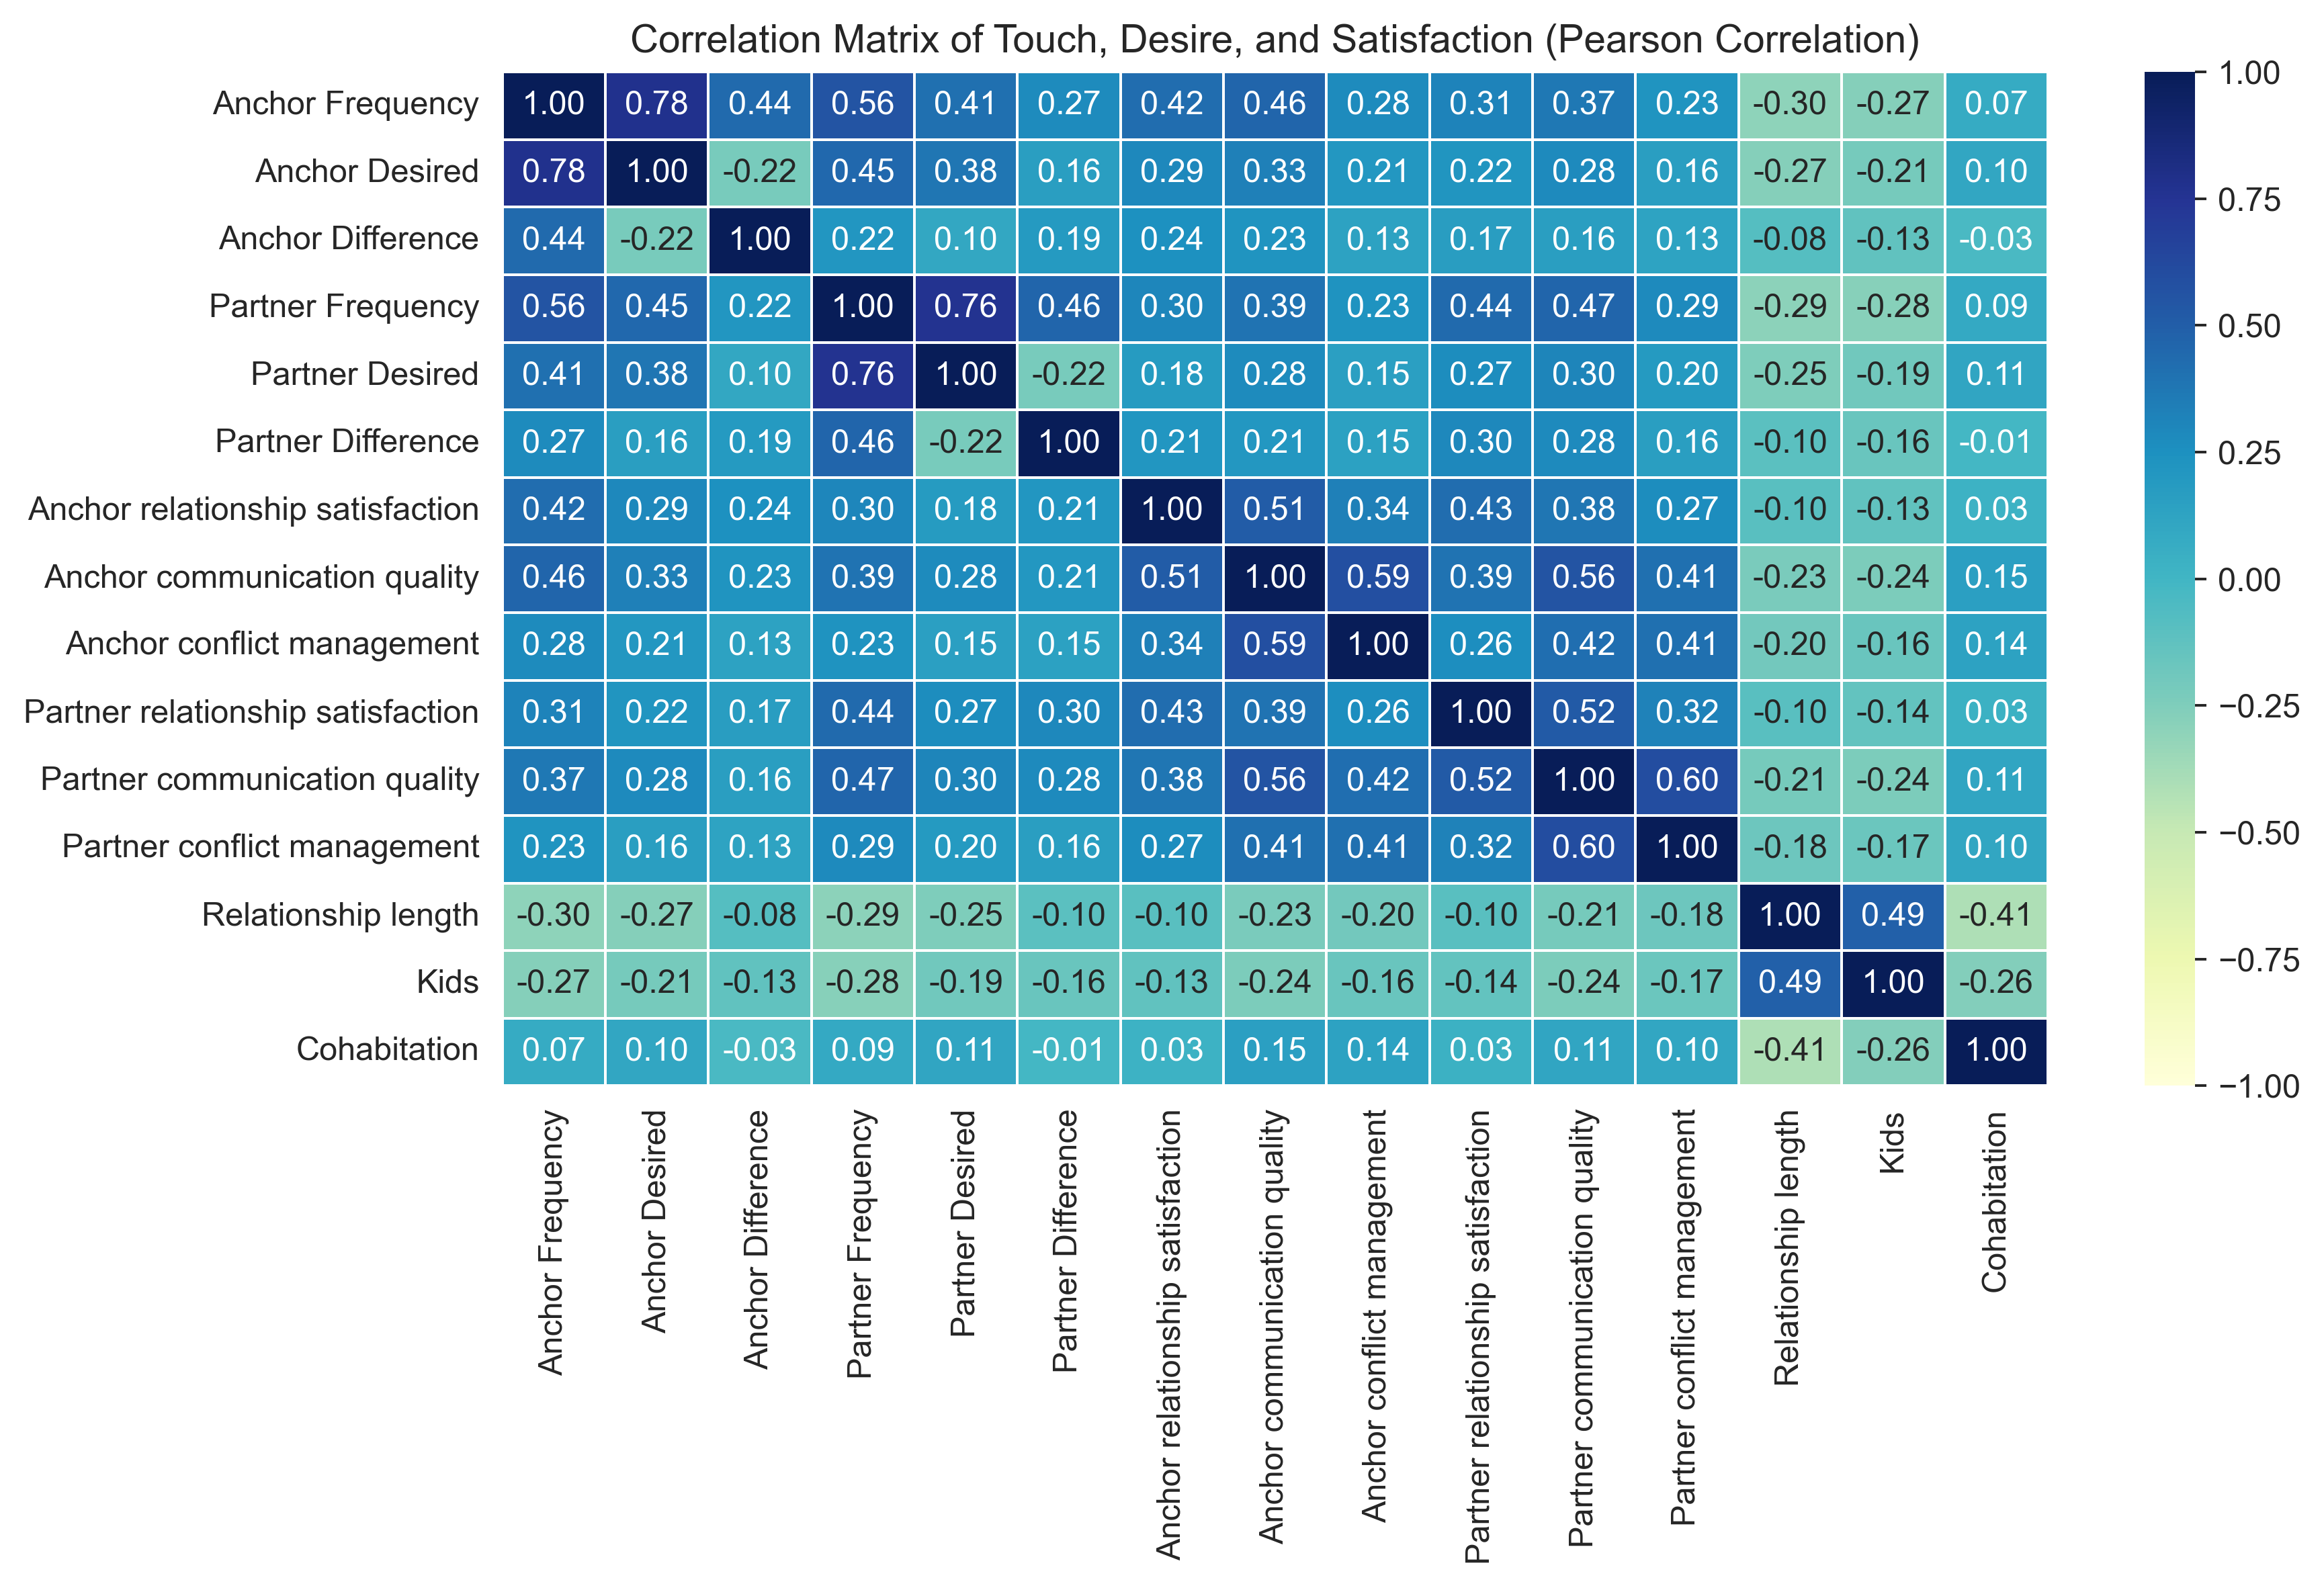 Correlation Matrix of Touch, Desire, and Satisfaction (Pearson Correlation)
Anchor Frequency 1.00 0.78 0.44 0.56 0.41 0.27 0.42 0.46 0.28 0.31 0.37 0.23 -0.30 -0.27 0.07
Anchor Desired 0.78 1.00 -0.22 0.45 0.38 0.16 0.29 0.33 0.21 0.22 0.28 0.16 -0.27 -0.21 0.10
Anchor Difference 0.44 -0.22 1.00 0.22 0.10 0.19 0.24 0.23 0.13 0.17 0.16 0.13 -0.08 -0.13 -0.03
Partner Frequency 0.56 0.45 0.22 1.00 0.76 0.46 0.30 0.39 0.23 0.44 0.47 0.29 -0.29 -0.28 0.09
Partner Desired 0.41 0.38 0.10 0.76 1.00 -0.22 0.18 0.28 0.15 0.27 0.30 0.20 -0.25 -0.19 0.11
Partner Difference 0.27 0.16 0.19 0.46 -0.22 1.00 0.21 0.21 0.15 0.30 0.28 0.16 -0.10 -0.16 -0.01
Anchor relationship satisfaction 0.42 0.29 0.24 0.30 0.18 0.21 1.00 0.51 0.34 0.43 0.38 0.27 -0.10 -0.13 0.03
Anchor communication quality 0.46 0.33 0.23 0.39 0.28 0.21 0.51 1.00 0.59 0.39 0.56 0.41 -0.23 -0.24 0.15
Anchor conflict management 0.28 0.21 0.13 0.23 0.15 0.15 0.34 0.59 1.00 0.26 0.42 0.41 -0.20 -0.16 0.14
Partner relationship satisfaction 0.31 0.22 0.17 0.44 0.27 0.30 0.43 0.39 0.26 1.00 0.52 0.32 -0.10 -0.14 0.03
Partner communication quality 0.37 0.28 0.16 0.47 0.30 0.28 0.38 0.56 0.42 0.52 1.00 0.60 -0.21 -0.24 0.11
Partner conflict management 0.23 0.16 0.13 0.29 0.20 0.16 0.27 0.41 0.41 0.32 0.60 1.00 -0.18 -0.17 0.10
Relationship length -0.30 -0.27 -0.08 -0.29 -0.25 -0.10 -0.10 -0.23 -0.20 -0.10 -0.21 -0.18 1.00 0.49 -0.41
Kids -0.27 -0.21 -0.13 -0.28 -0.19 -0.16 -0.13 -0.24 -0.16 -0.14 -0.24 -0.17 0.49 1.00 -0.26
Cohabitation 0.07 0.10 -0.03 0.09 0.11 -0.01 0.03 0.15 0.14 0.03 0.11 0.10 -0.41 -0.26 1.00
Anchor Frequency
Anchor Desired
Anchor Difference
Partner Frequency
Partner Desired
Partner Difference
Anchor relationship satisfaction
Anchor communication quality
Anchor conflict management
Partner relationship satisfaction
Partner communication quality
Partner conflict management
Relationship length
Kids
Cohabitation
1.00
0.75
0.50
0.25
0.00
−0.25
−0.50
−0.75
−1.00